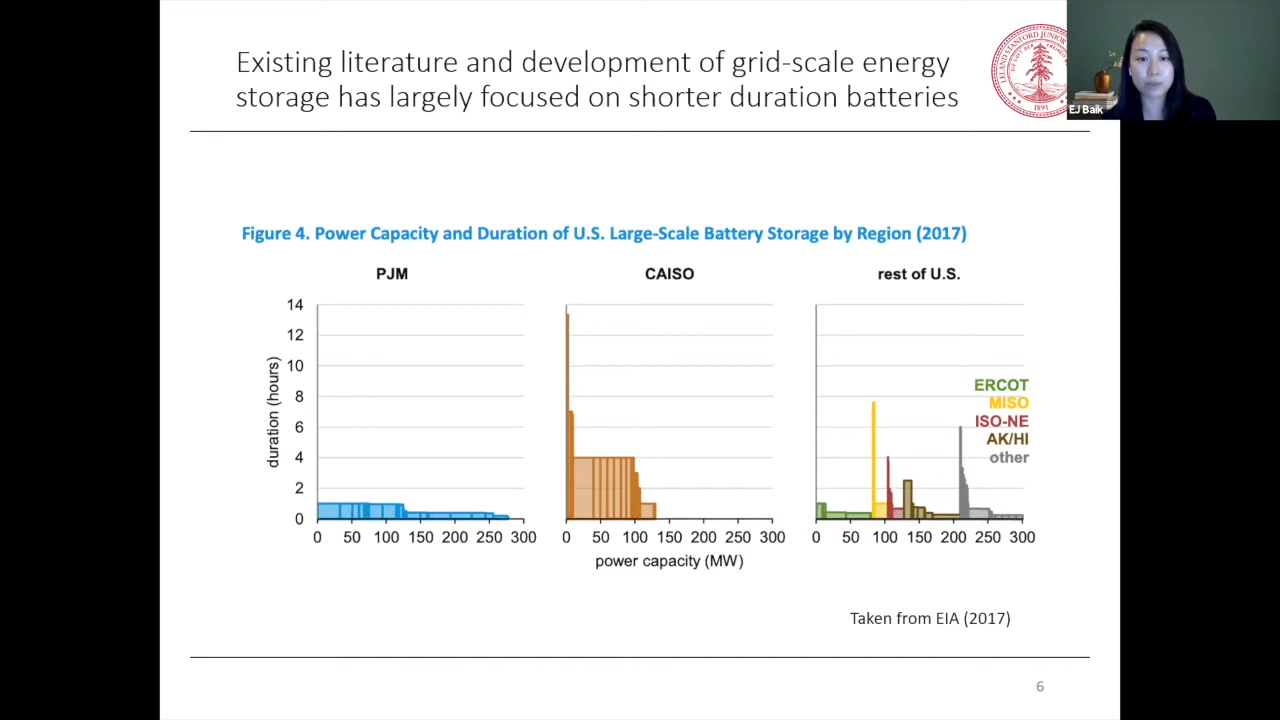 Existing literature and development of grid-scale energy
storage has largely focused on shorter duration batteries
LELAND STANFORD JUNIOR
1891
EJ Baik
Figure 4. Power Capacity and Duration of U.S. Large-Scale Battery Storage by Region (2017)
PJM
CAISO
rest of U.S.
duration (hours)
14
12
10
8
6
4
2
0
ERCOT
MISO
ISO-NE
AK/HI
other
0 50 100 150 200 250 300
0 50 100 150 200 250 300
0 50 100 150 200 250 300
power capacity (MW)
Taken from EIA (2017)
6